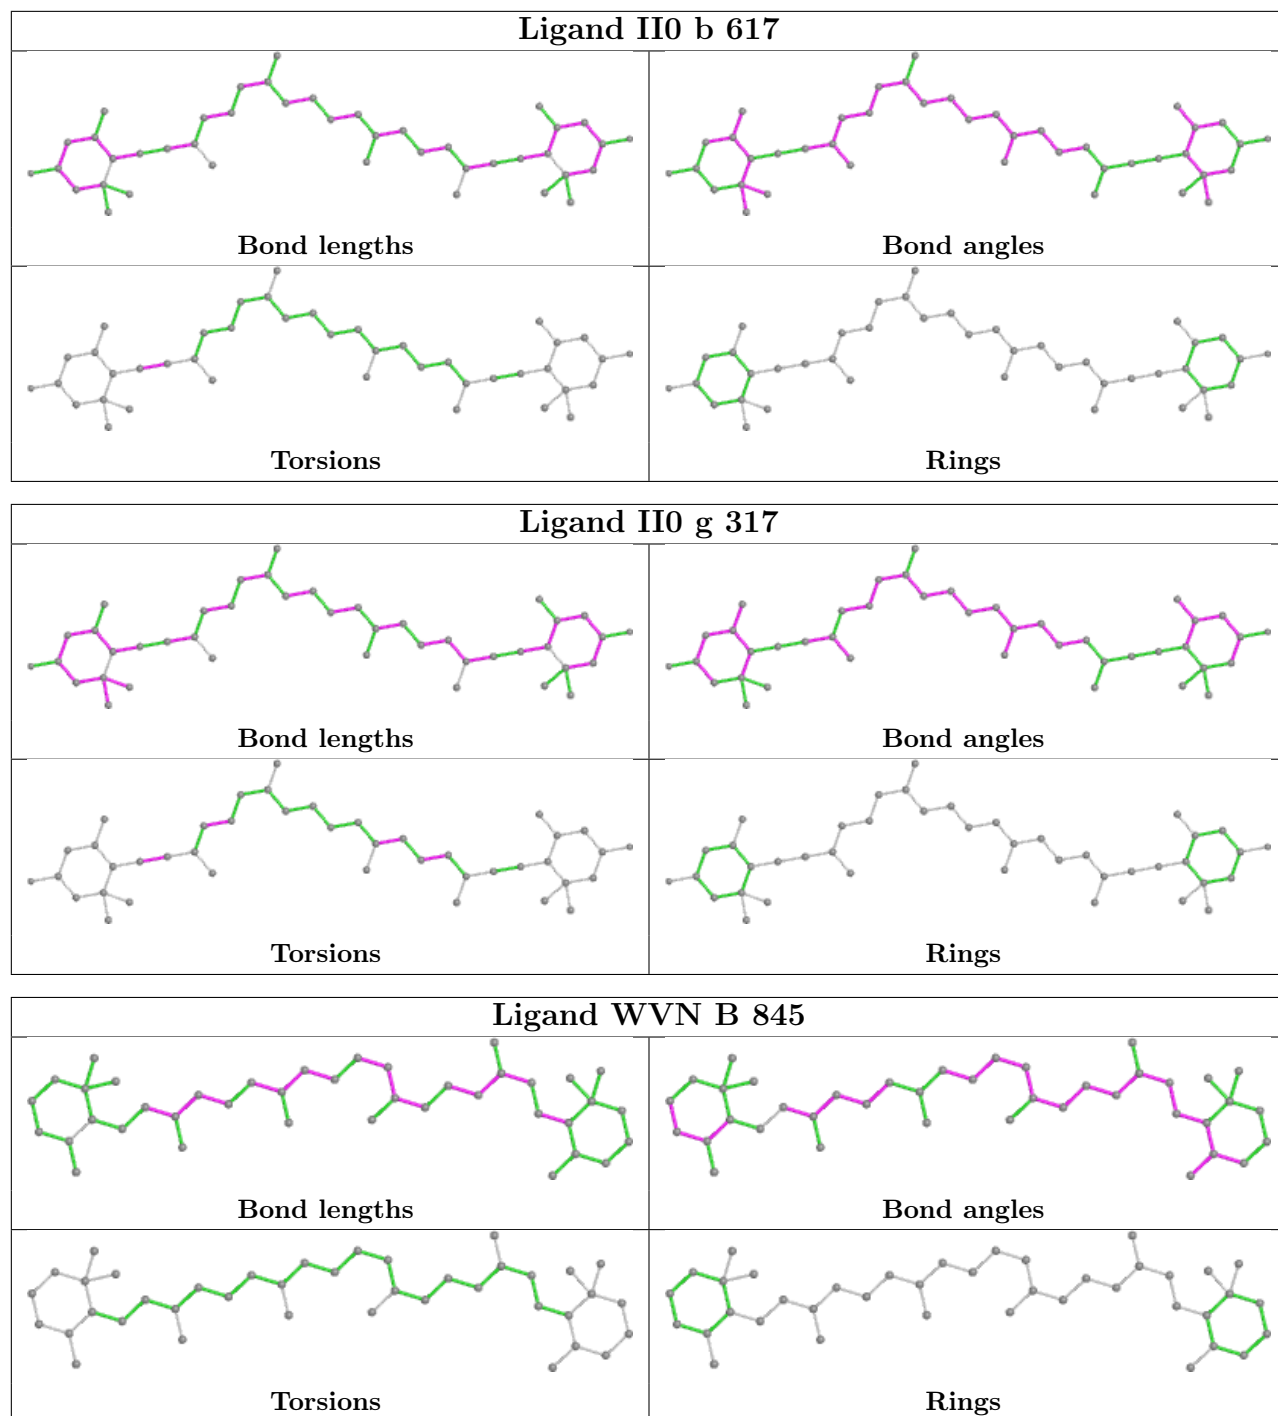 Ligand II0 b 617
Bond lengths
Bond angles
Torsions
Rings
Ligand II0 g 317
Bond lengths
Bond angles
Torsions
Rings
Ligand WVN B 845
Bond lengths
Bond angles
Torsions
Rings